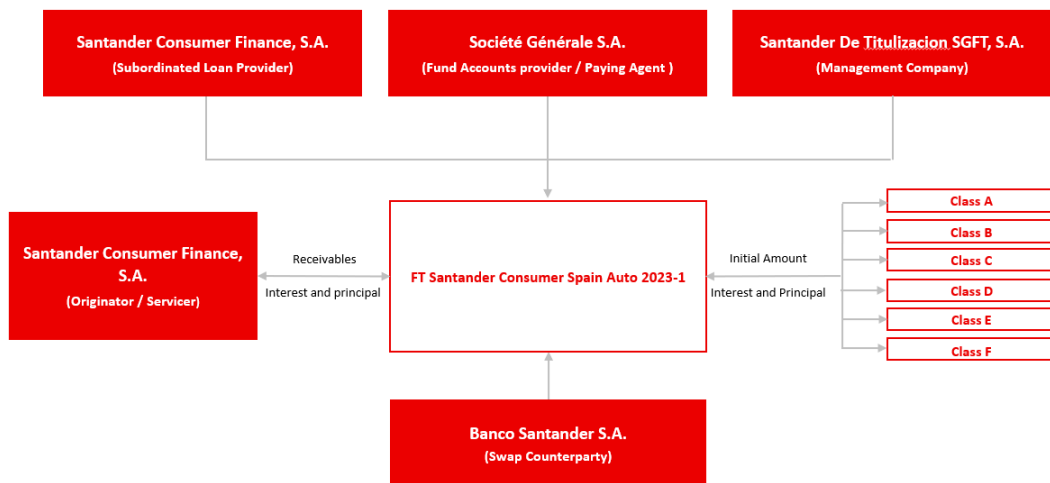 Santander Consumer Finance, S.A.
(Subordinated Loan Provider)
Société Générale S.A.
(Fund Accounts provider / Paying Agent )
Santander De Titulizacion SGFT, S.A.
(Management Company)
Santander Consumer Finance,
S.A.
(Originator / Servicer)
Receivables
Interest and principal
FT Santander Consumer Spain Auto 2023-1
Initial Amount
Interest and Principal
Class A
Class B
Class C
Class D
Class E
Class F
Banco Santander S.A.
(Swap Counterparty)